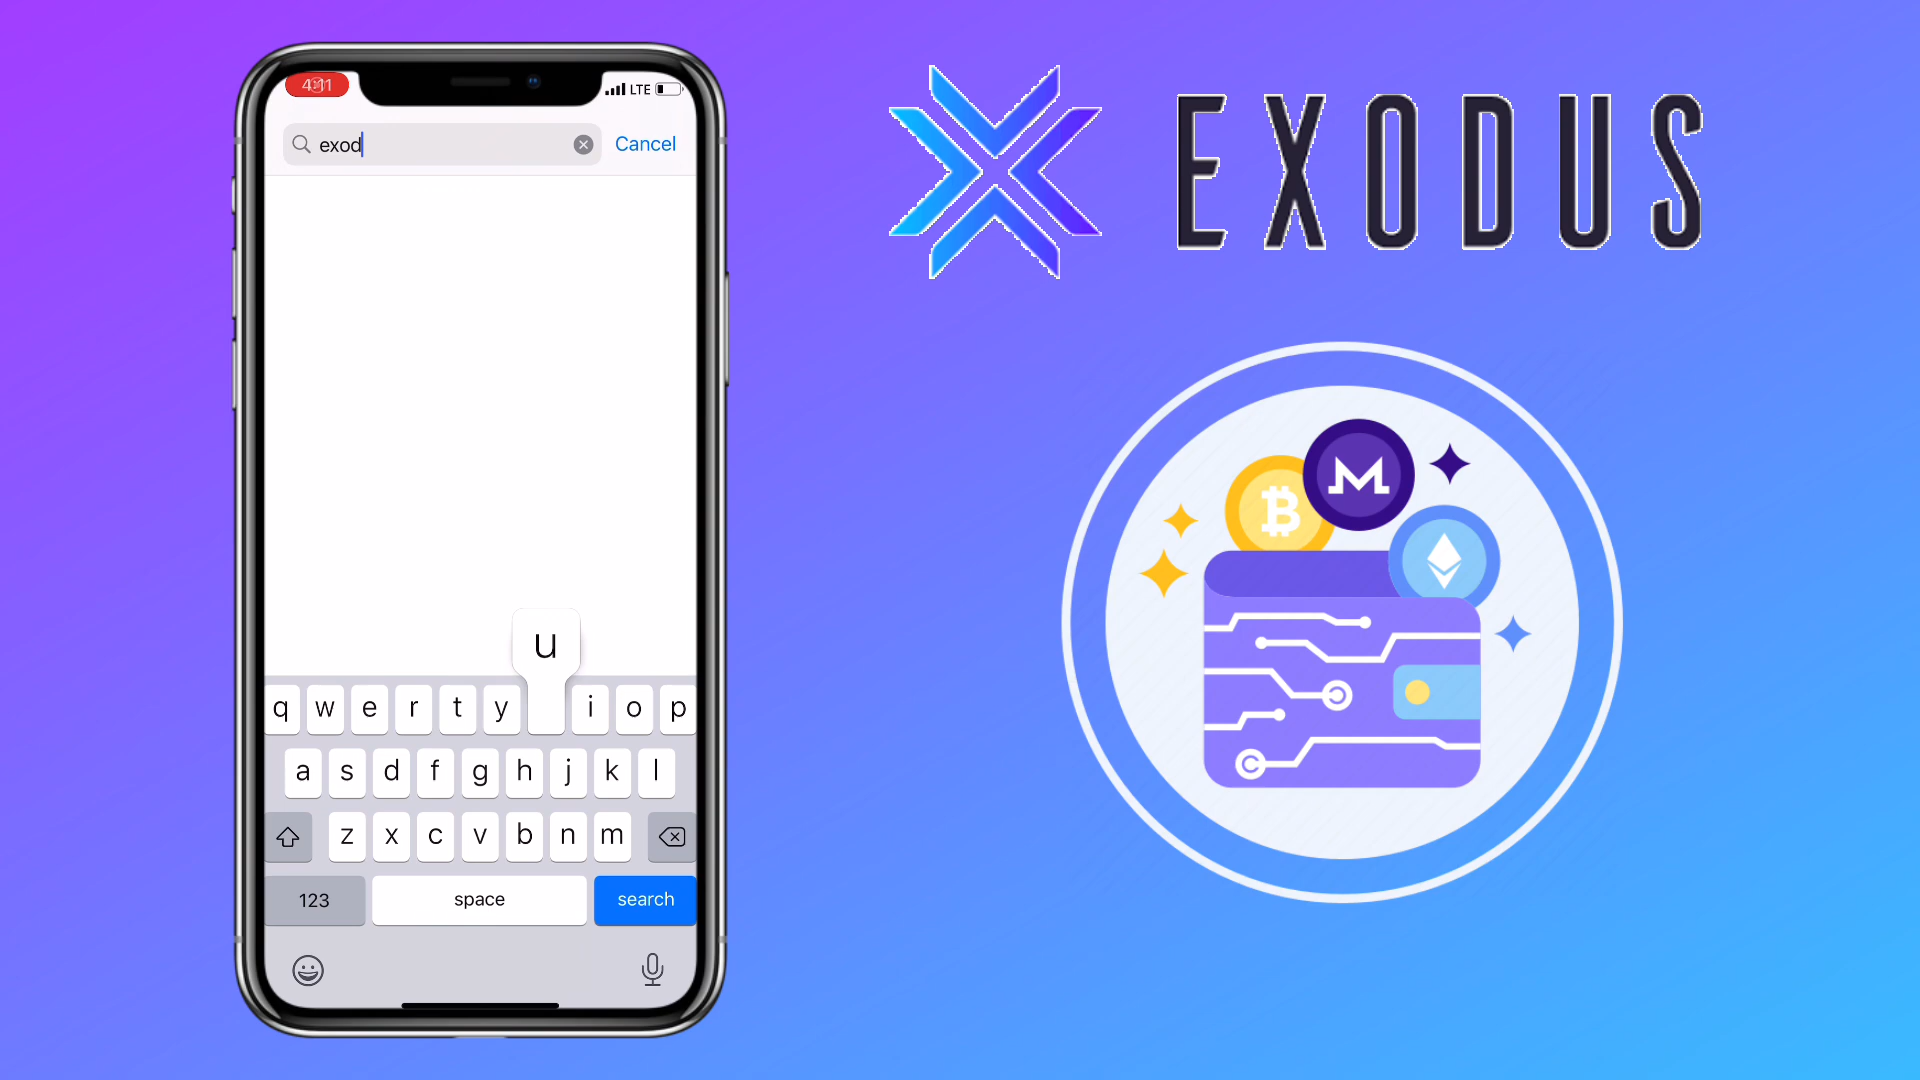 4:11
LTE
exod
Cancel
u
q w e r t y i o p
a s d f g h j k l
z x c v b n m
123 space search
EXODUS